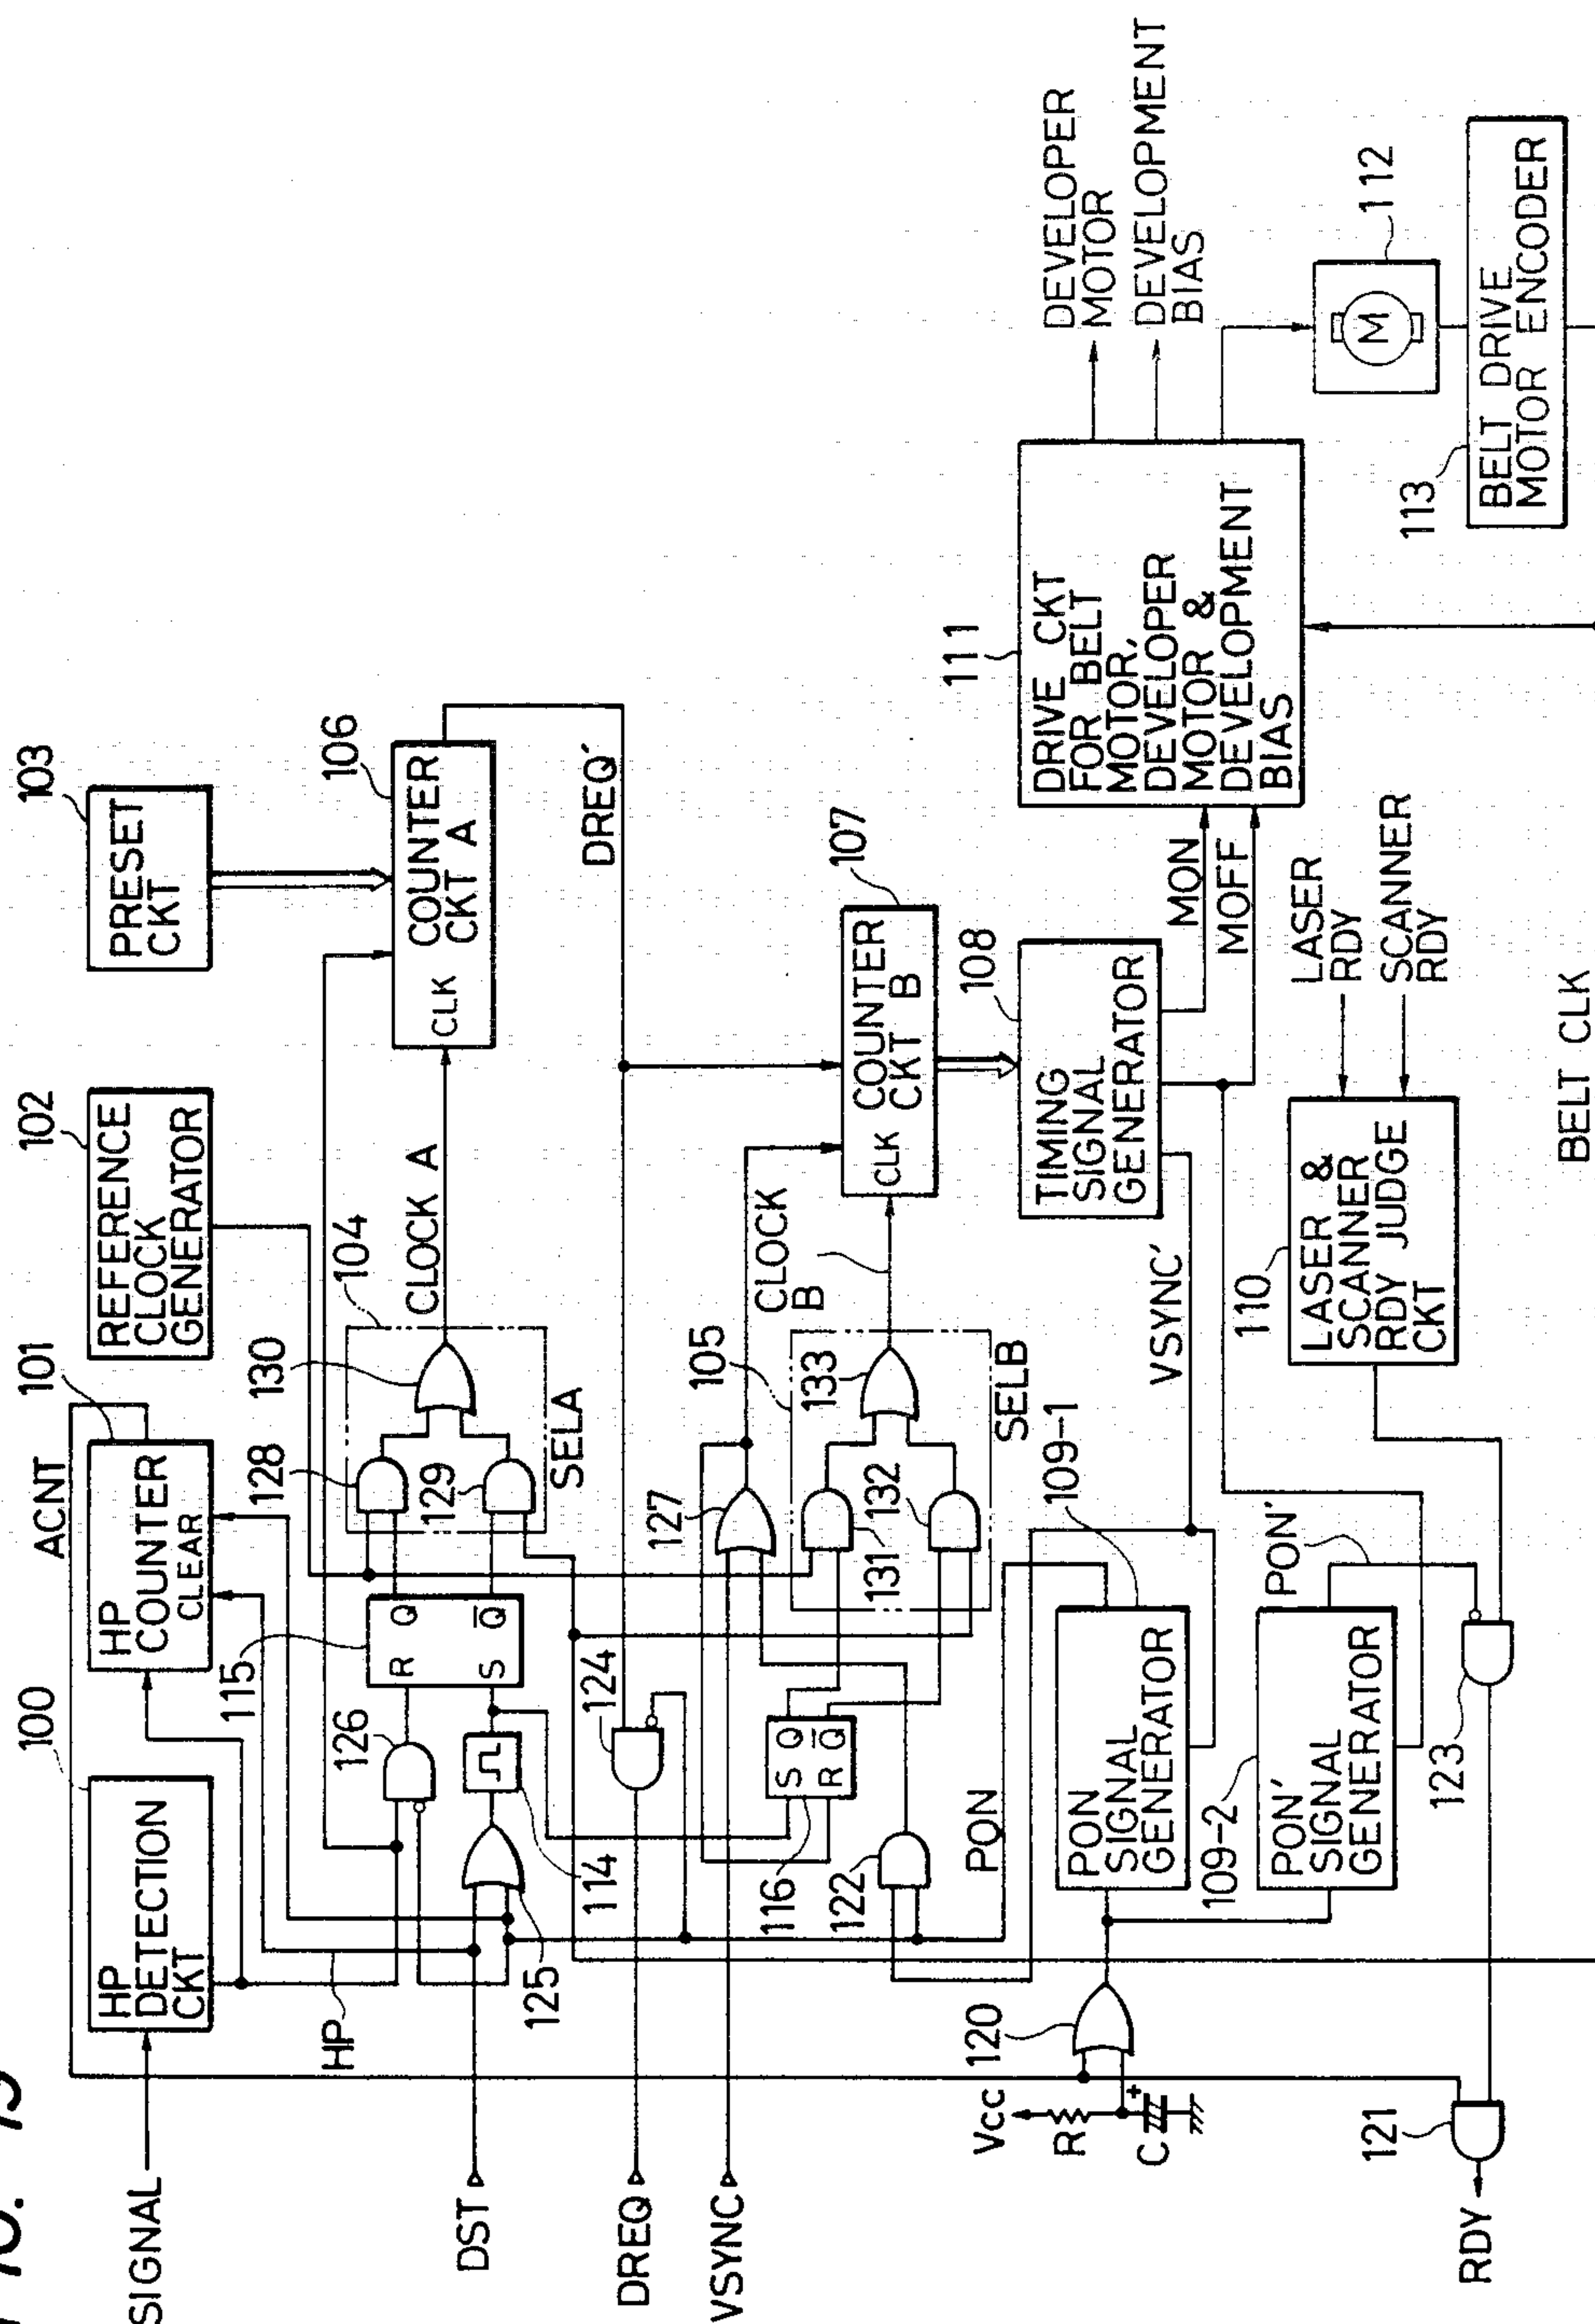 SIGNAL
HP
DETECTION
CKT
100
HP
HP
COUNTER
CLEAR
101
ACNT
REFERENCE
CLOCK
GENERATOR
102
PRESET
CKT
103
DST
125
126
114
115
R
Q
S
Q
128
129
130
104
SELA
CLOCK A
CLK
COUNTER
CKT A
106
DREQ
124
DREQ'
VSYNC
116
S
Q
R
Q
122
127
131
132
133
105
SELB
CLOCK
B
CLK
COUNTER
CKT B
107
TIMING
SIGNAL
GENERATOR
108
MON
MOFF
VSYNC'
DRIVE CKT
FOR BELT
MOTOR,
DEVELOPER
MOTOR &
DEVELOPMENT
BIAS
111
DEVELOPER
MOTOR
DEVELOPMENT
BIAS
M
112
BELT DRIVE
MOTOR ENCODER
113
Vcc
R
C
+
120
PON
PON
SIGNAL
GENERATOR
109-1
PON'
SIGNAL
GENERATOR
109-2
PON'
LASER &
SCANNER
RDY JUDGE
CKT
110
LASER
RDY
SCANNER
RDY
BELT CLK
123
121
RDY